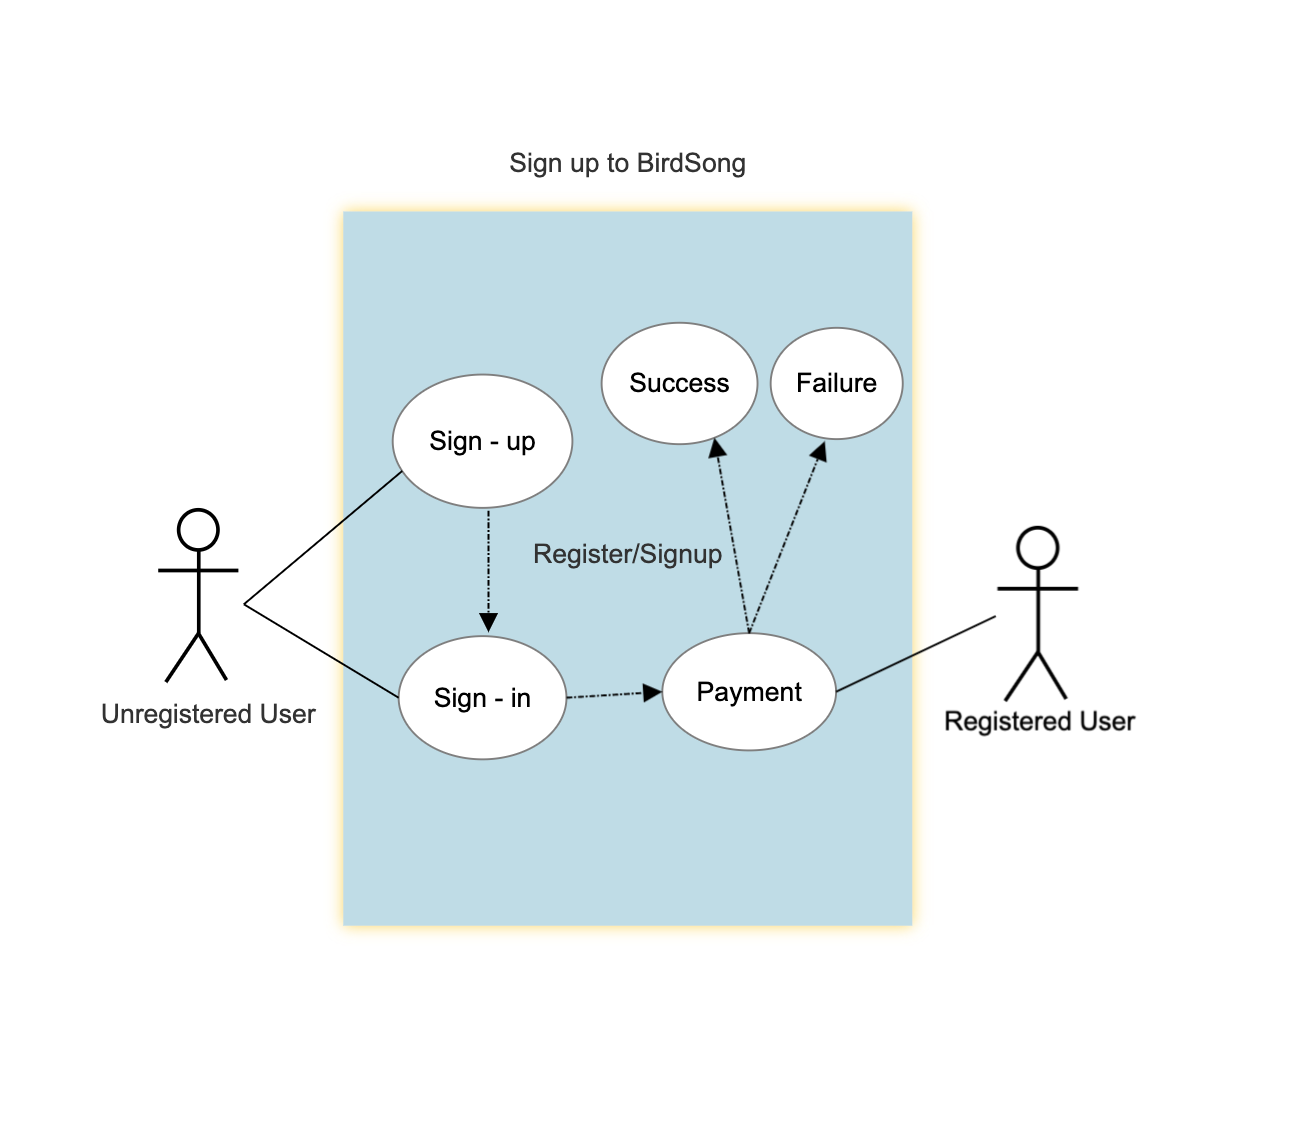 Sign up to BirdSong
Success
Failure
Sign - up
Register/Signup
Sign - in
Payment
Unregistered User
Registered User